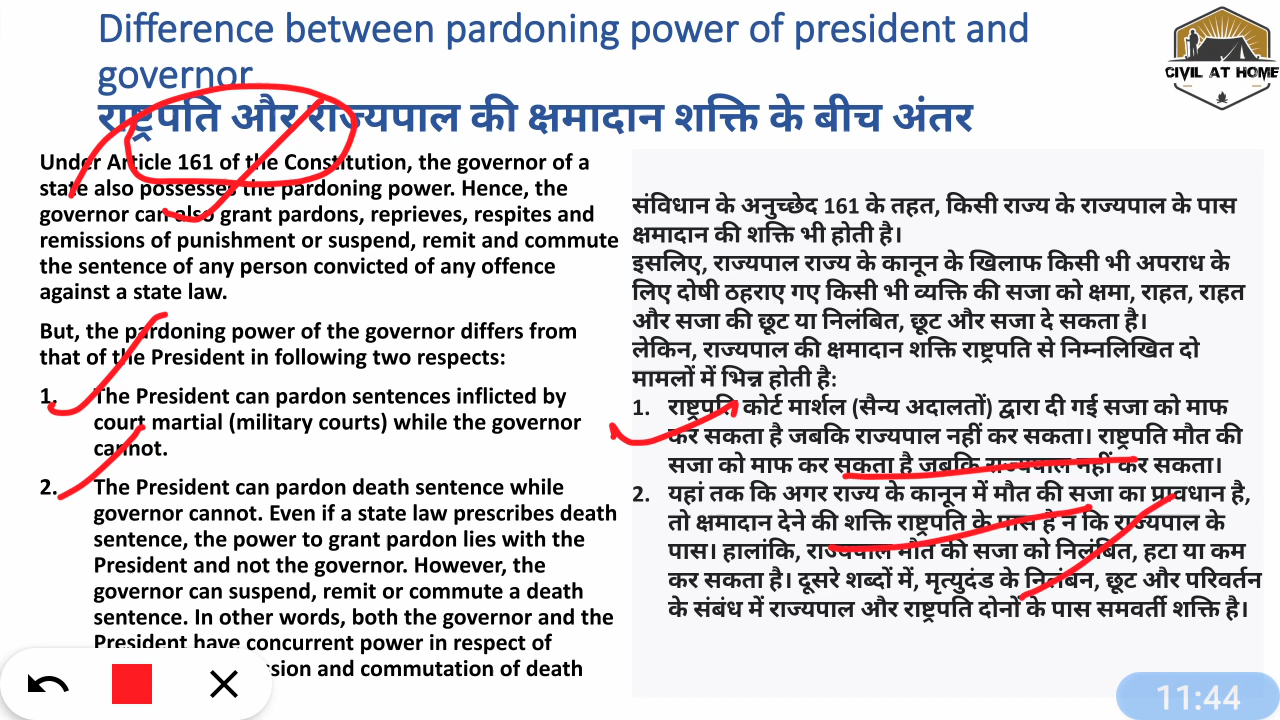 Difference between pardoning power of president and
governor
राष्ट्रपति और राज्यपाल की क्षमादान शक्ति के बीच अंतर
CIVIL AT HOME
Under Article 161 of the Constitution, the governor of a
state also possesses the pardoning power. Hence, the
governor can also grant pardons, reprieves, respites and
remissions of punishment or suspend, remit and commute
the sentence of any person convicted of any offence
against a state law.
But, the pardoning power of the governor differs from
that of the President in following two respects:
1. The President can pardon sentences inflicted by
court martial (military courts) while the governor
cannot.
2. The President can pardon death sentence while
governor cannot. Even if a state law prescribes death
sentence, the power to grant pardon lies with the
President and not the governor. However, the
governor can suspend, remit or commute a death
sentence. In other words, both the governor and the
President have concurrent power in respect of
sion and commutation of death
संविधान के अनुच्छेद 161 के तहत, किसी राज्य के राज्यपाल के पास
क्षमादान की शक्ति भी होती है।
इसलिए, राज्यपाल राज्य के कानून के खिलाफ किसी भी अपराध के
लिए दोषी ठहराए गए किसी भी व्यक्ति की सजा को क्षमा, राहत, राहत
और सजा की छूट या निलंबित, छूट और सजा दे सकता है।
लेकिन, राज्यपाल की क्षमादान शक्ति राष्ट्रपति से निम्नलिखित दो
मामलों में भिन्न होती है:
1. राष्ट्रपति कोर्ट मार्शल (सैन्य अदालतों) द्वारा दी गई सजा को माफ
कर सकता है जबकि राज्यपाल नहीं कर सकता। राष्ट्रपति मौत की
सजा को माफ कर सकता है जबकि राज्यपाल नहीं कर सकता।
2. यहां तक कि अगर राज्य के कानून में मौत की सजा का प्रावधान है,
तो क्षमादान देने की शक्ति राष्ट्रपति के पास है न कि राज्यपाल के
पास। हालांकि, राज्यपाल मौत की सजा को निलंबित, हटा या कम
कर सकता है। दूसरे शब्दों में, मृत्युदंड के निलंबन, छूट और परिवर्तन
के संबंध में राज्यपाल और राष्ट्रपति दोनों के पास समवर्ती शक्ति है।
11:44